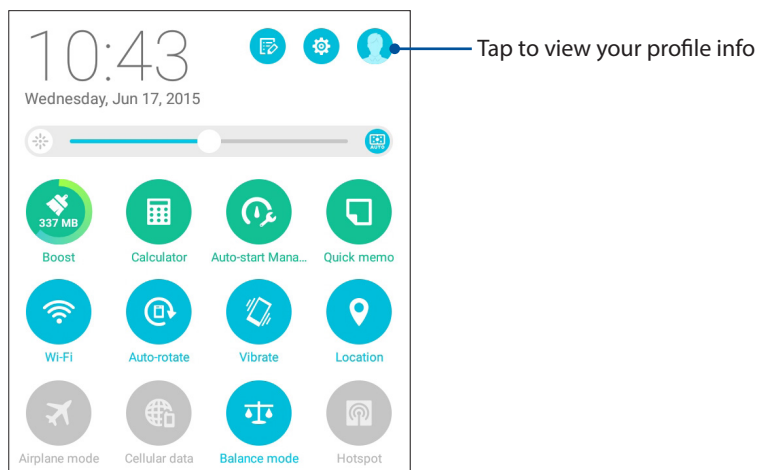 10:43
Tap to view your profile info
Wednesday, Jun 17, 2015
AUTO
337 MB
Boost Calculator Auto-start Mana... Quick memo
Wi-Fi Auto-rotate Vibrate Location
Airplane mode Cellular data Balance mode Hotspot